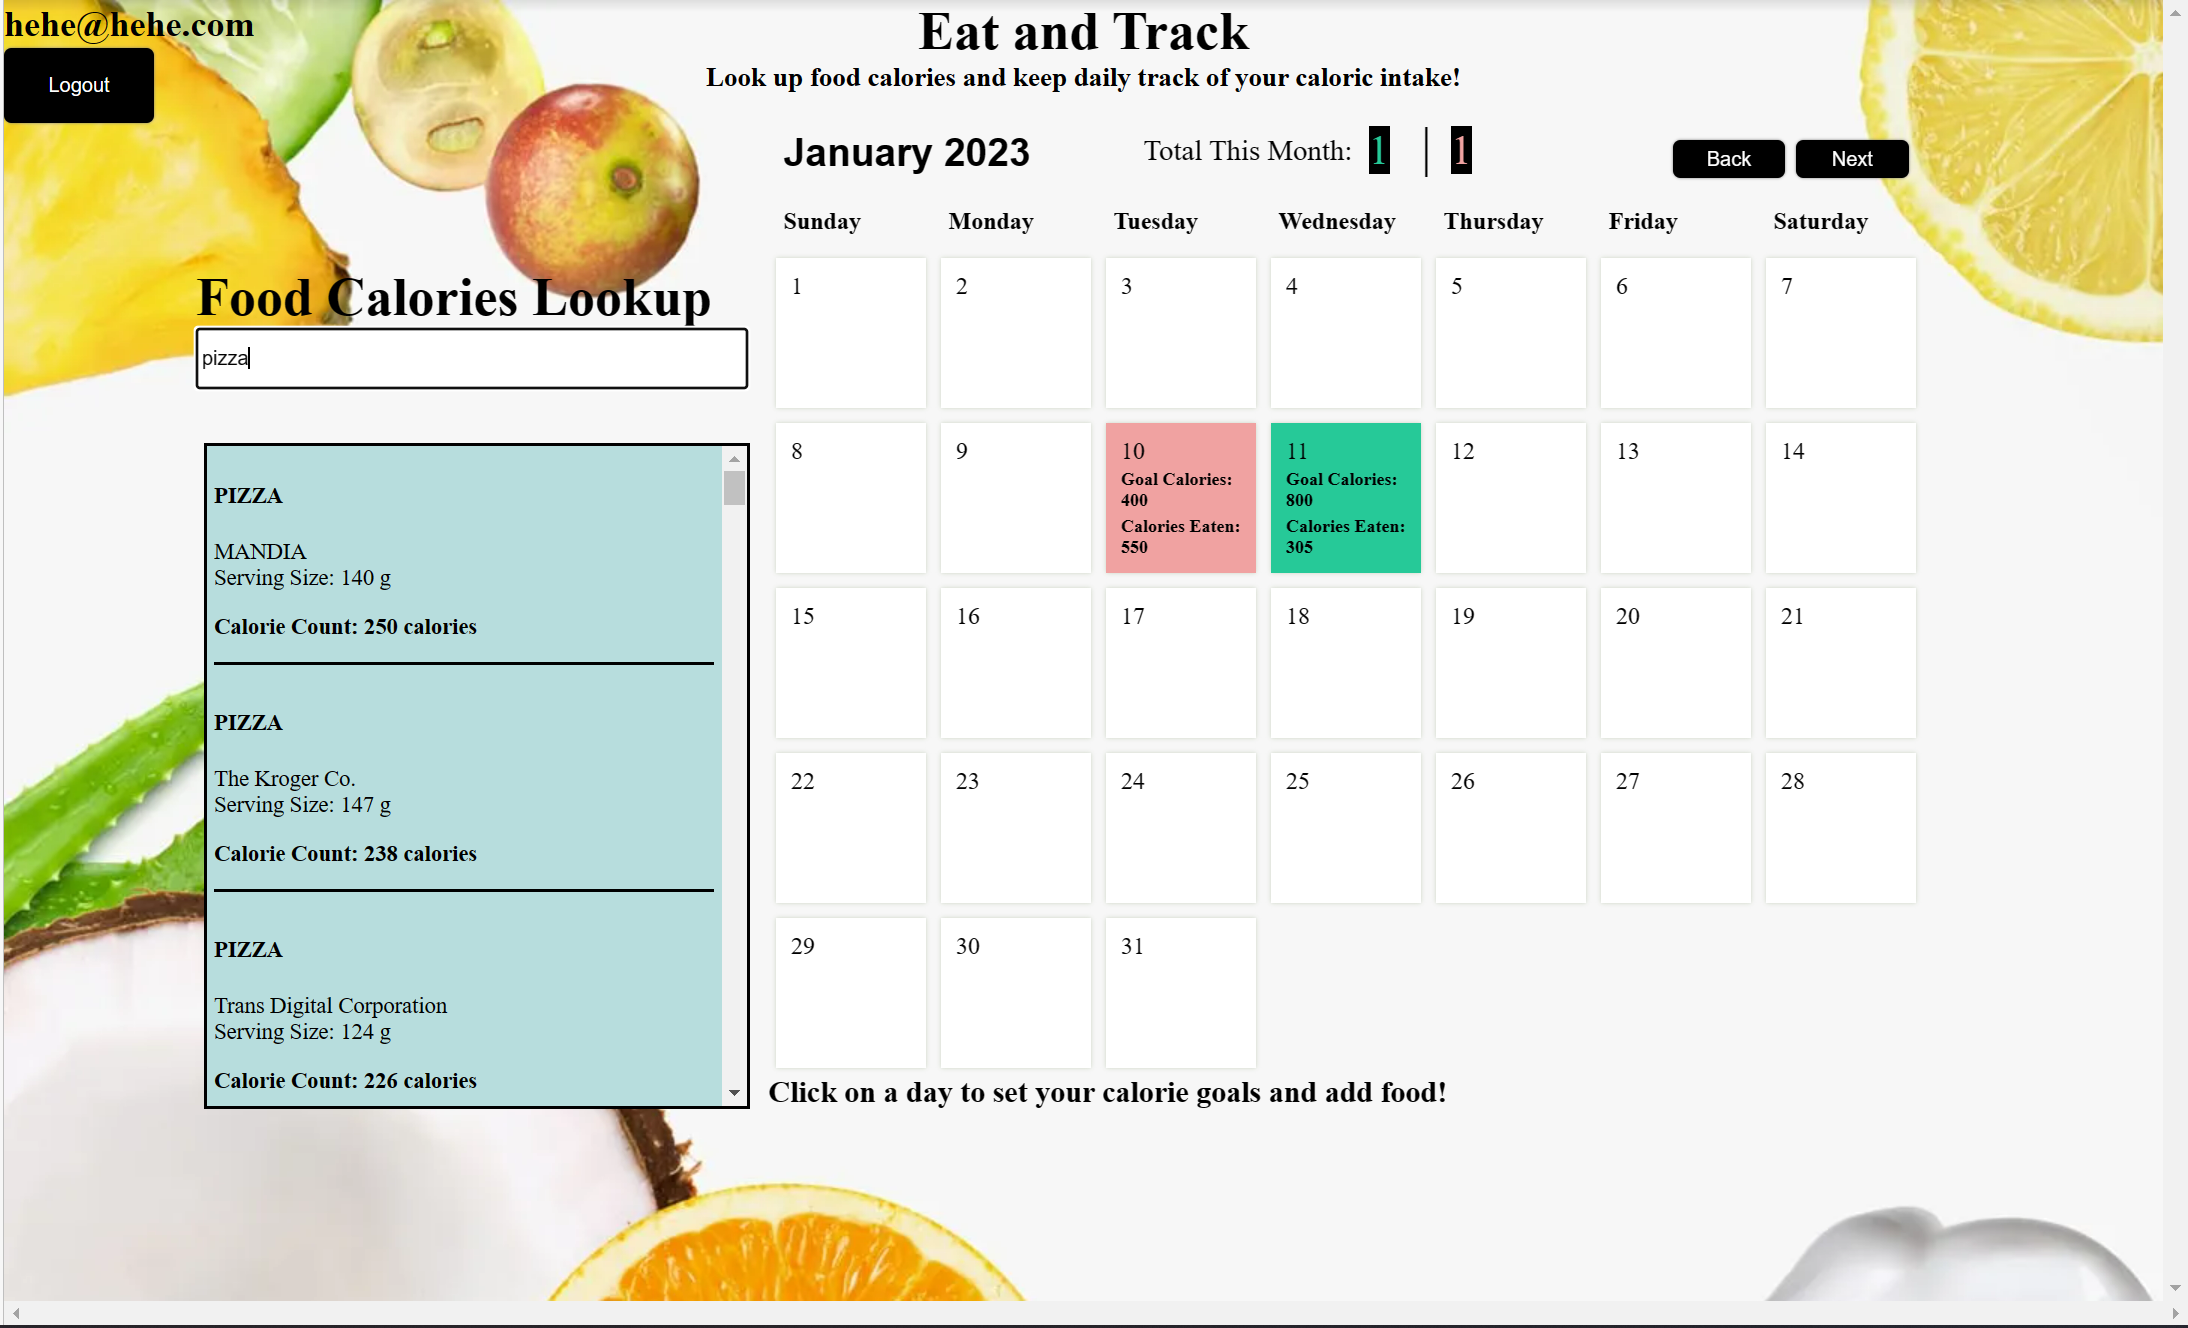 hehe@hehe.com
Logout
Eat and Track
Look up food calories and keep daily track of your caloric intake!
Food Calories Lookup
pizza
PIZZA
MANDIA
Serving Size: 140 g
Calorie Count: 250 calories
PIZZA
The Kroger Co.
Serving Size: 147 g
Calorie Count: 238 calories
PIZZA
Trans Digital Corporation
Serving Size: 124 g
Calorie Count: 226 calories
January 2023
Total This Month: 1 | 1
Back Next
Sunday Monday Tuesday Wednesday Thursday Friday Saturday
1 2 3 4 5 6 7
8 9
10
Goal Calories:
400
Calories Eaten:
550
11
Goal Calories:
800
Calories Eaten:
305
12 13 14
15 16 17 18 19 20 21
22 23 24 25 26 27 28
29 30 31
Click on a day to set your calorie goals and add food!